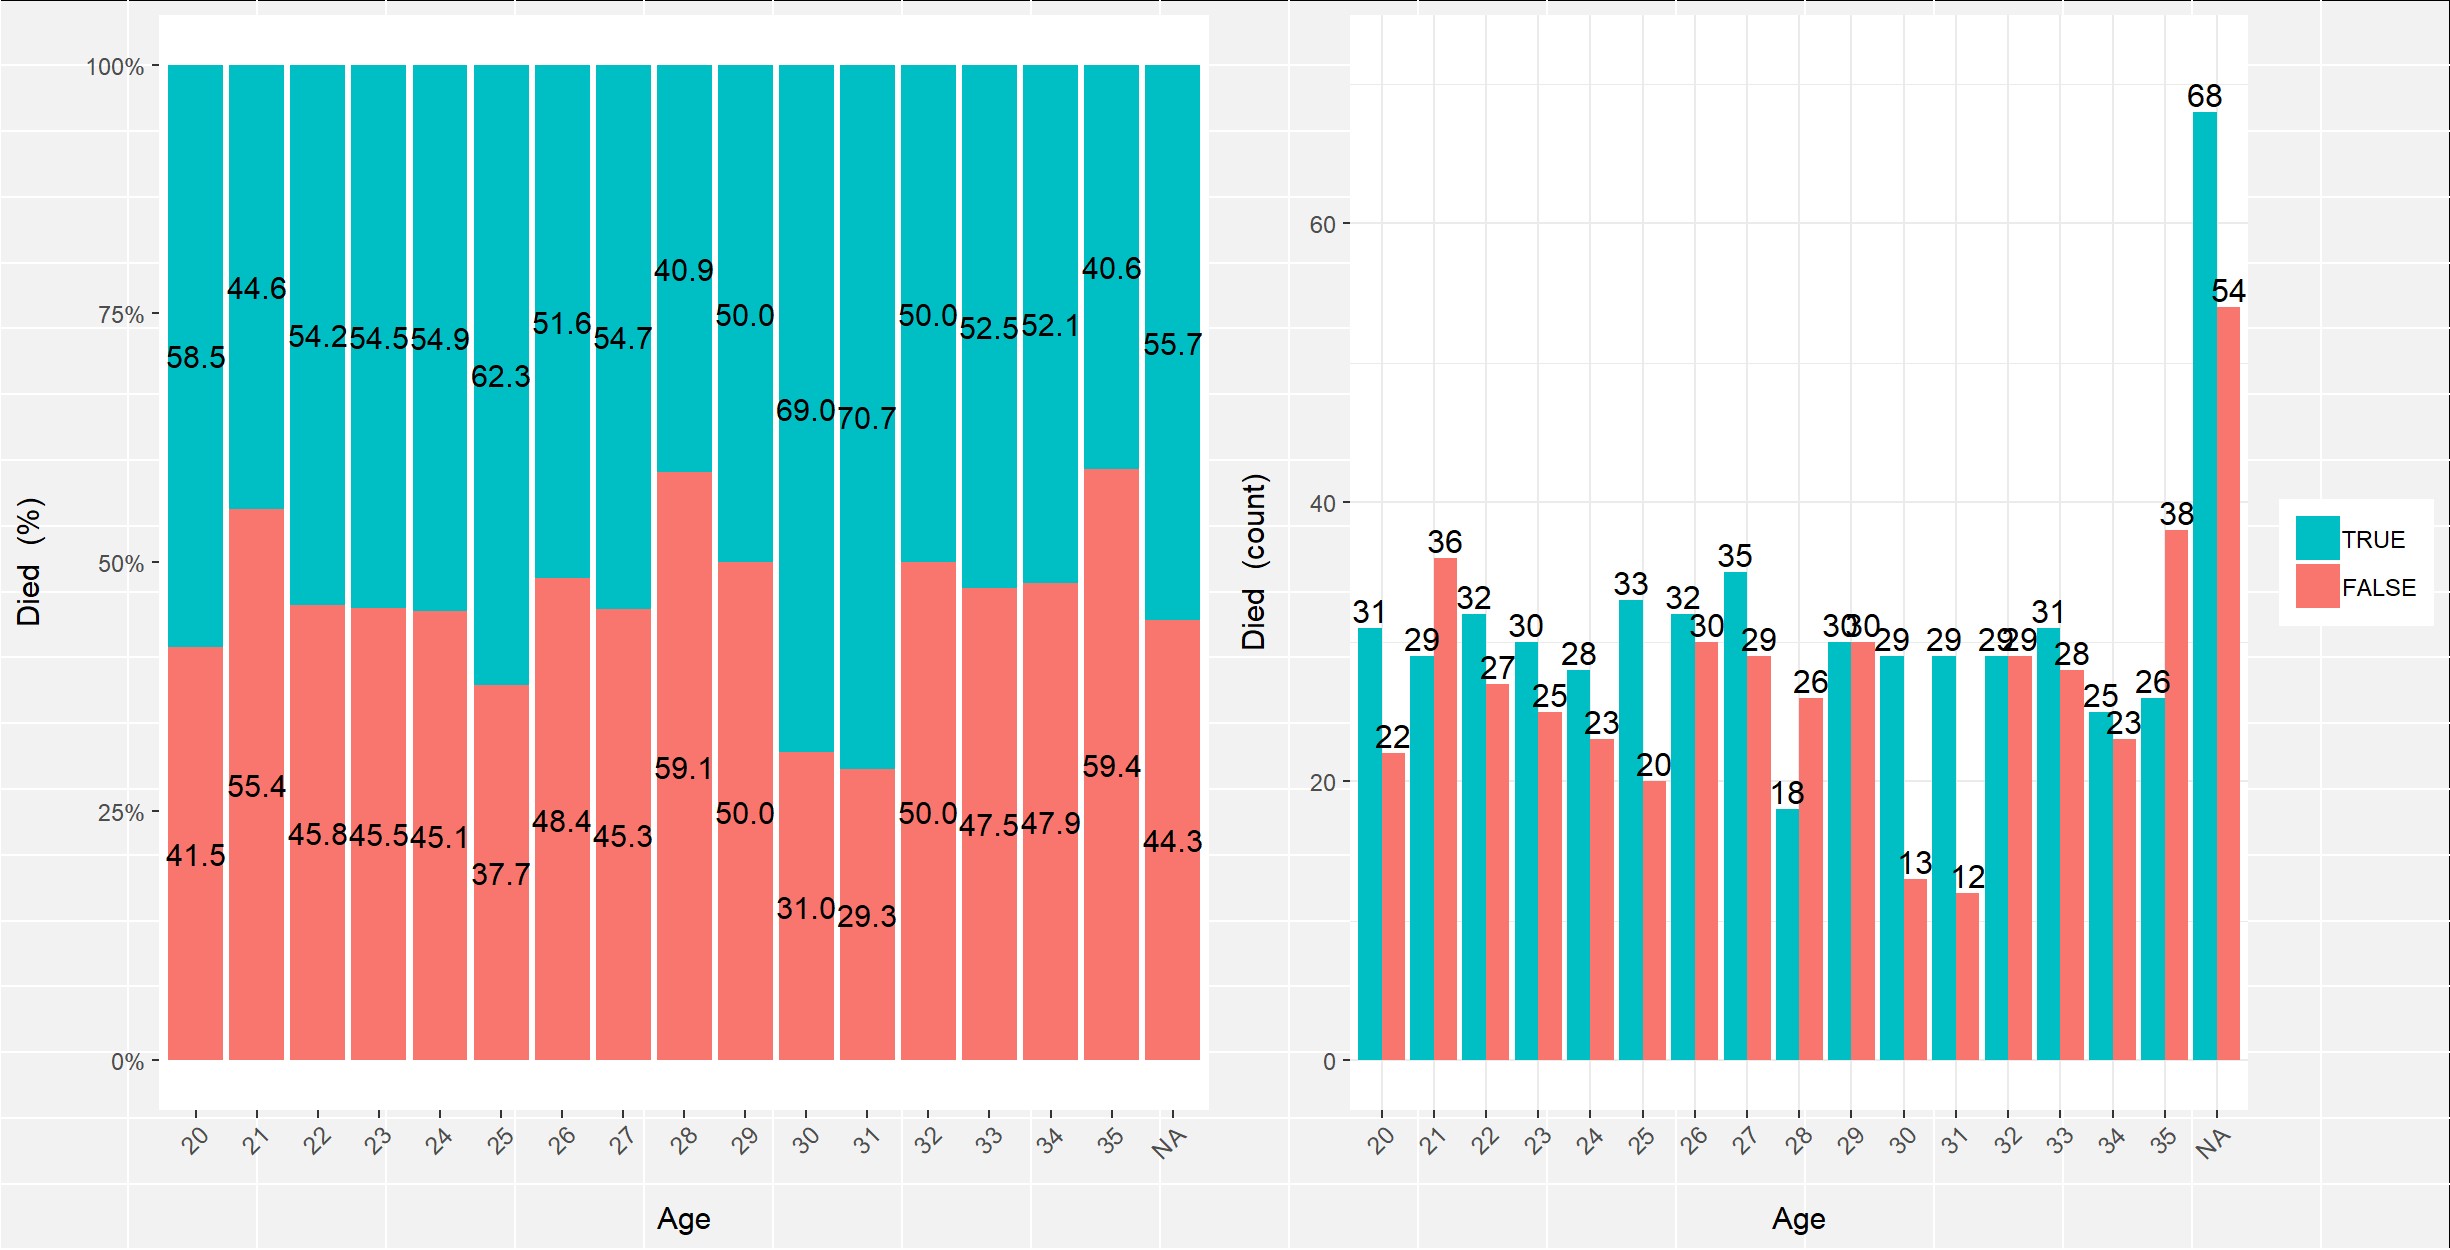 100%
75%
50%
25%
0%
Died (%)
58.5 44.6 54.2 54.5 54.9 62.3 51.6 54.7 40.9 50.0 69.0 70.7 50.0 52.5 52.1 40.6 55.7
41.5 55.4 45.8 45.5 45.1 37.7 48.4 45.3 59.1 50.0 31.0 29.3 50.0 47.5 47.9 59.4 44.3
20 21 22 23 24 25 26 27 28 29 30 31 32 33 34 35 NA
Age
60
40
20
0
Died (count)
31 22 29 36 32 27 30 25 28 23 33 20 32 30 35 29 18 26 30 30 29 13 29 12 29 29 31 28 25 23 26 38 68 54
20 21 22 23 24 25 26 27 28 29 30 31 32 33 34 35 NA
Age
TRUE
FALSE